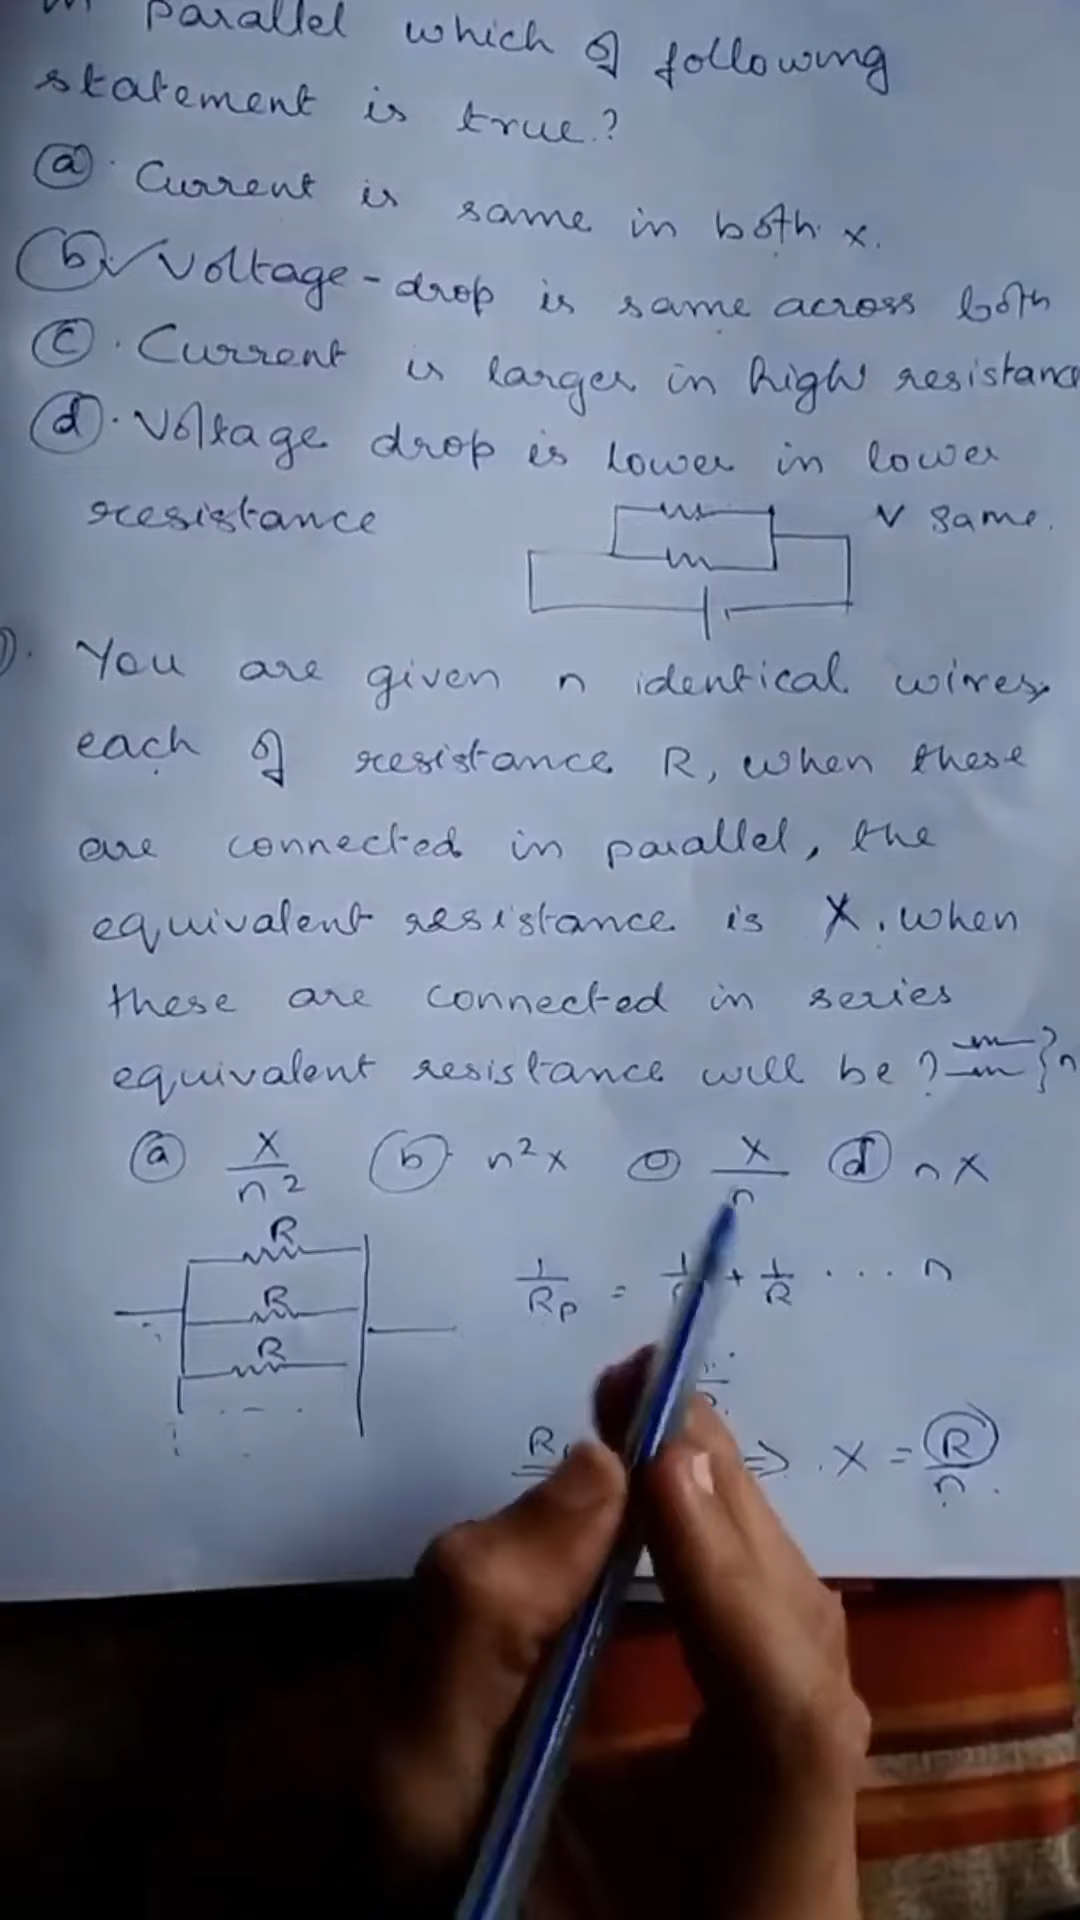 parallel which of following
statement is true?
(a). Current is same in both x.
(b)✓ Voltage-drop is same across both
(c). Current is larger in high resistance
(d). Voltage drop is lower in lower
resistance
V same.
You are given n identical wires,
each of resistance R, when these
are connected in parallel, the
equivalent resistance is X. when
these are connected in series
equivalent resistance will be? } n
(a) X/n² (b) n²x (c) X/n (d) nX
R
R
R
1/Rp = + 1/R .... n
⇒ X = R/n.